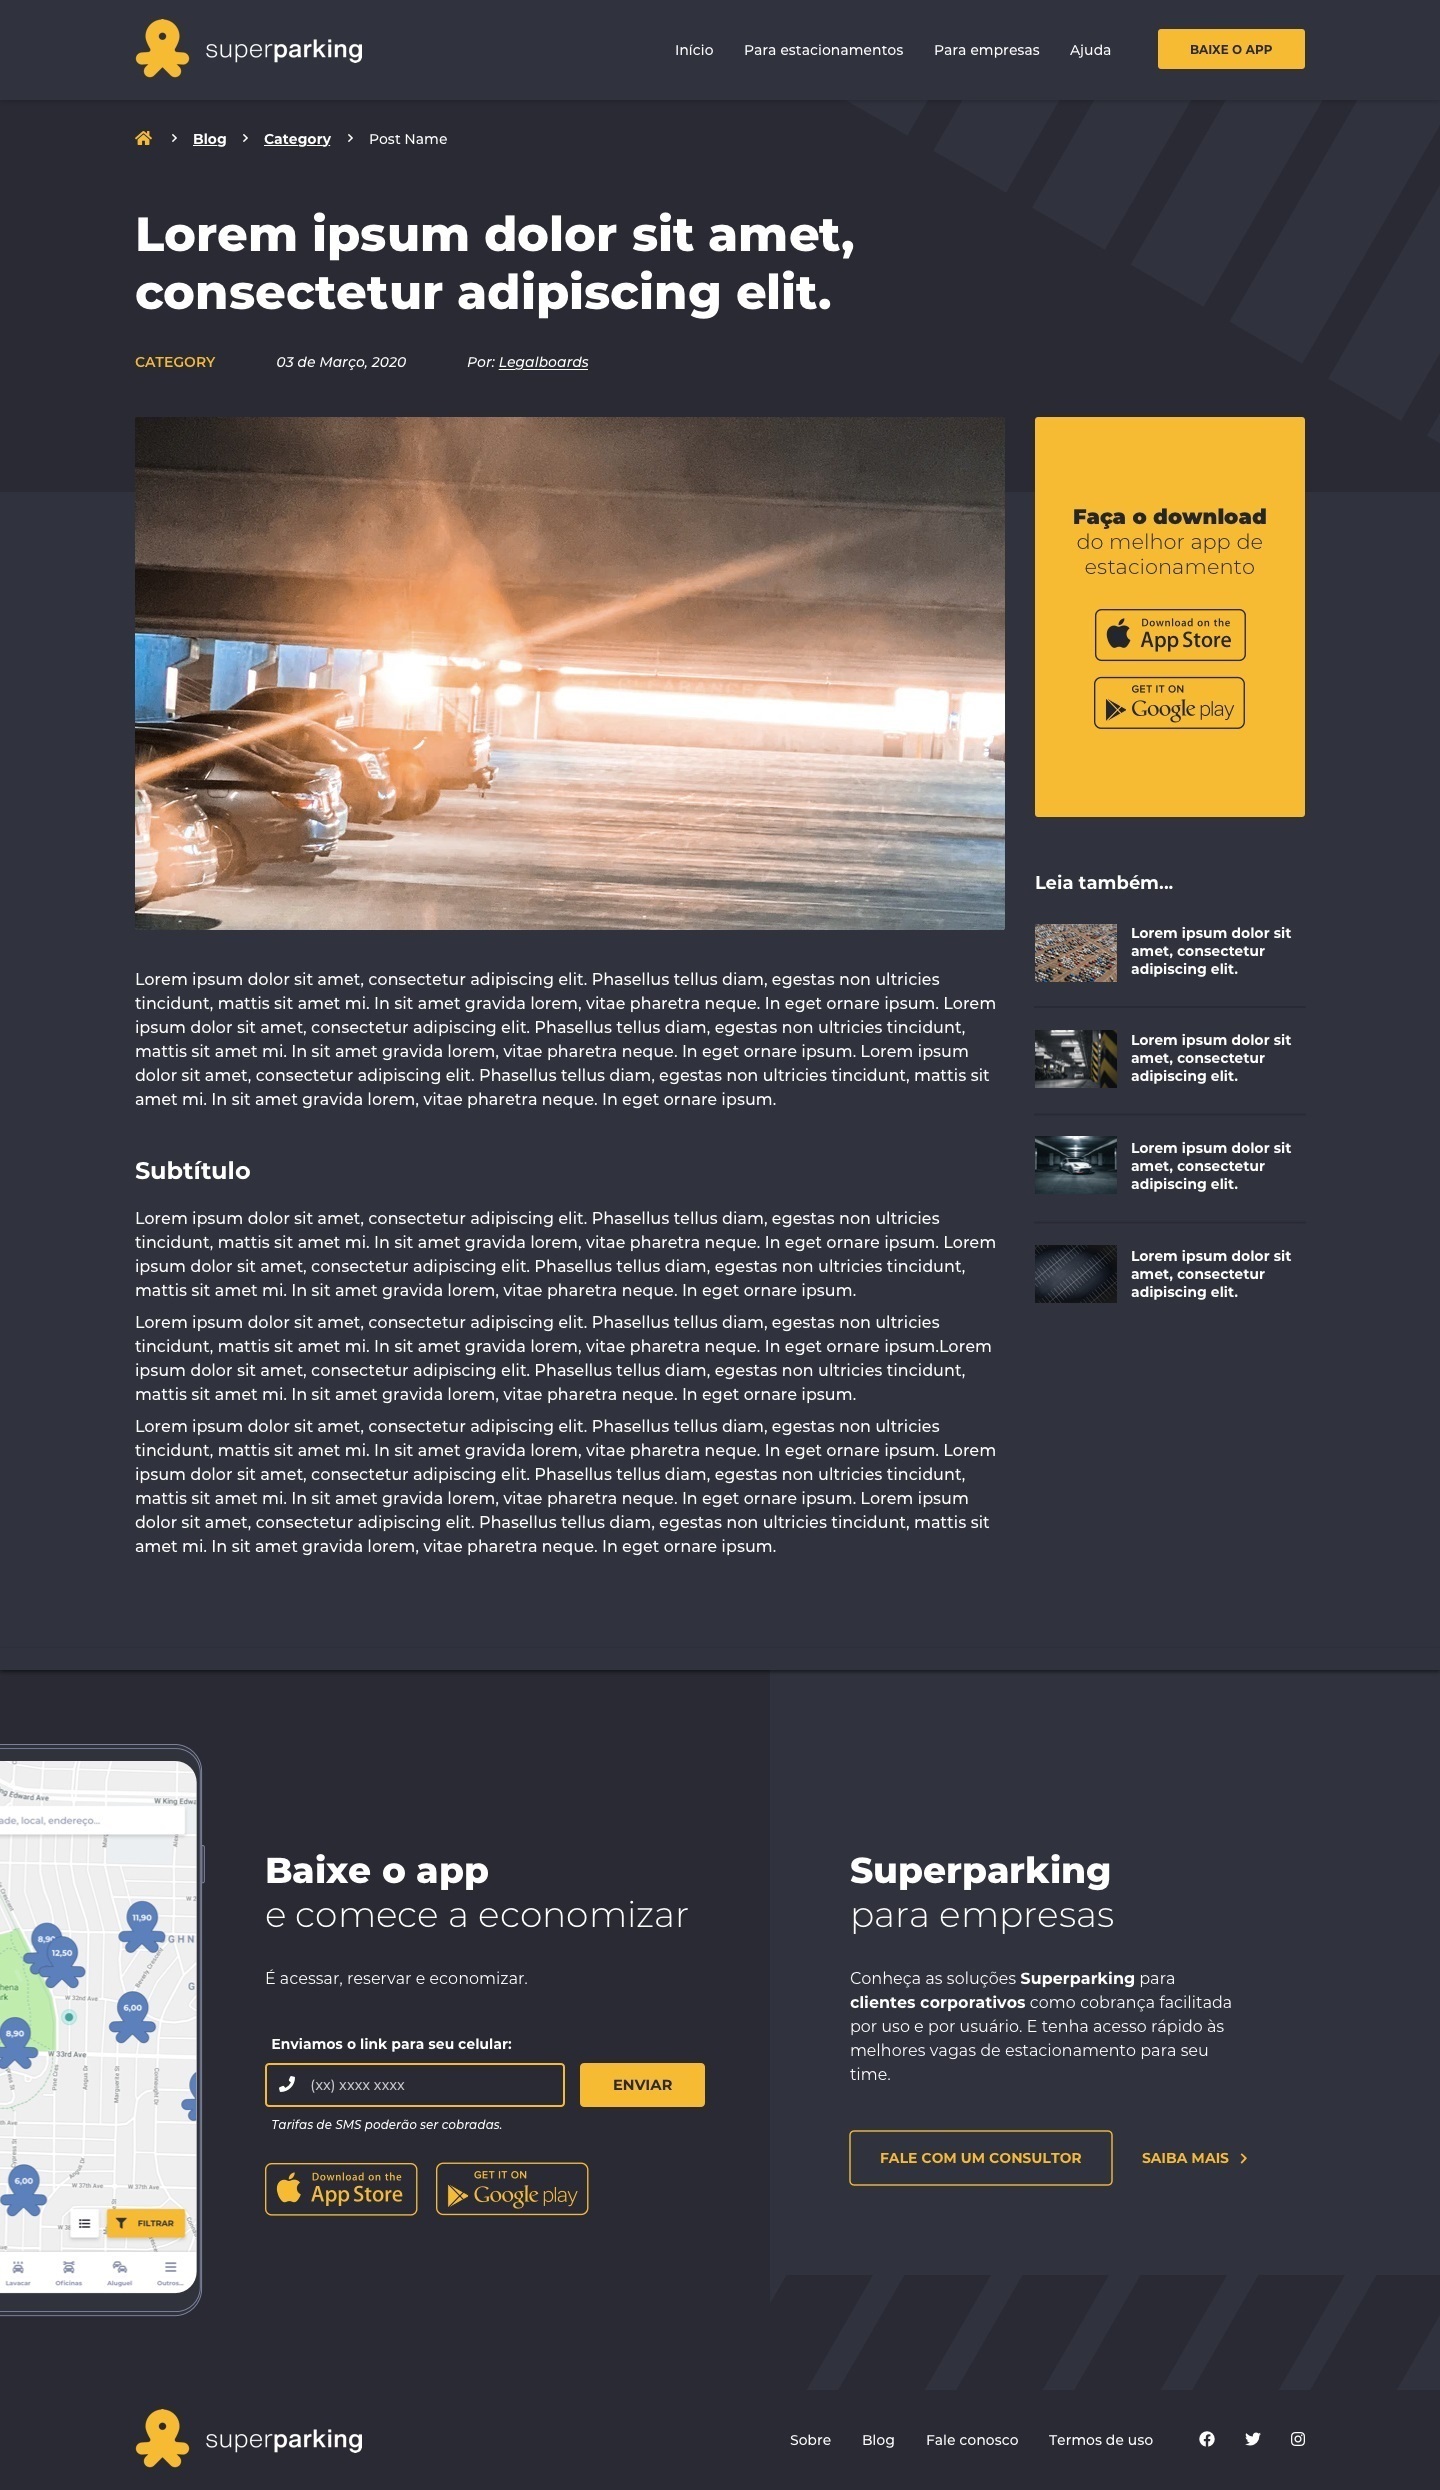 superparking
Início Para estacionamentos Para empresas Ajuda BAIXE O APP
Blog Category Post Name
Lorem ipsum dolor sit amet,
consectetur adipiscing elit.
CATEGORY 03 de Março, 2020 Por: Legalboards
Faça o download
do melhor app de
estacionamento
Download on the
App Store
GET IT ON
Google play
Lorem ipsum dolor sit amet, consectetur adipiscing elit. Phasellus tellus diam, egestas non ultricies
tincidunt, mattis sit amet mi. In sit amet gravida lorem, vitae pharetra neque. In eget ornare ipsum. Lorem
ipsum dolor sit amet, consectetur adipiscing elit. Phasellus tellus diam, egestas non ultricies tincidunt,
mattis sit amet mi. In sit amet gravida lorem, vitae pharetra neque. In eget ornare ipsum. Lorem ipsum
dolor sit amet, consectetur adipiscing elit. Phasellus tellus diam, egestas non ultricies tincidunt, mattis sit
amet mi. In sit amet gravida lorem, vitae pharetra neque. In eget ornare ipsum.
Subtítulo
Lorem ipsum dolor sit amet, consectetur adipiscing elit. Phasellus tellus diam, egestas non ultricies
tincidunt, mattis sit amet mi. In sit amet gravida lorem, vitae pharetra neque. In eget ornare ipsum. Lorem
ipsum dolor sit amet, consectetur adipiscing elit. Phasellus tellus diam, egestas non ultricies tincidunt,
mattis sit amet mi. In sit amet gravida lorem, vitae pharetra neque. In eget ornare ipsum.
Lorem ipsum dolor sit amet, consectetur adipiscing elit. Phasellus tellus diam, egestas non ultricies
tincidunt, mattis sit amet mi. In sit amet gravida lorem, vitae pharetra neque. In eget ornare ipsum.Lorem
ipsum dolor sit amet, consectetur adipiscing elit. Phasellus tellus diam, egestas non ultricies tincidunt,
mattis sit amet mi. In sit amet gravida lorem, vitae pharetra neque. In eget ornare ipsum.
Lorem ipsum dolor sit amet, consectetur adipiscing elit. Phasellus tellus diam, egestas non ultricies
tincidunt, mattis sit amet mi. In sit amet gravida lorem, vitae pharetra neque. In eget ornare ipsum. Lorem
ipsum dolor sit amet, consectetur adipiscing elit. Phasellus tellus diam, egestas non ultricies tincidunt,
mattis sit amet mi. In sit amet gravida lorem, vitae pharetra neque. In eget ornare ipsum. Lorem ipsum
dolor sit amet, consectetur adipiscing elit. Phasellus tellus diam, egestas non ultricies tincidunt, mattis sit
amet mi. In sit amet gravida lorem, vitae pharetra neque. In eget ornare ipsum.
Leia também...
Lorem ipsum dolor sit
amet, consectetur
adipiscing elit.
Lorem ipsum dolor sit
amet, consectetur
adipiscing elit.
Lorem ipsum dolor sit
amet, consectetur
adipiscing elit.
Lorem ipsum dolor sit
amet, consectetur
adipiscing elit.
ng Edward Ave
W King Edwa
ade, local, endereço...
11,90
8,90
12,50
GHN
W 32nd Ave
6,00
8,90
W 33rd Ave
6,00
W 37th Ave W 37th Ave
FILTRAR
Lavacar Oficinas Aluguel Outros...
Baixe o app
e comece a economizar
É acessar, reservar e economizar.
Enviamos o link para seu celular:
(xx) xxxx xxxx ENVIAR
Tarifas de SMS poderão ser cobradas.
Download on the
App Store
GET IT ON
Google play
Superparking
para empresas
Conheça as soluções Superparking para
clientes corporativos como cobrança facilitada
por uso e por usuário. E tenha acesso rápido às
melhores vagas de estacionamento para seu
time.
FALE COM UM CONSULTOR SAIBA MAIS
superparking
Sobre Blog Fale conosco Termos de uso